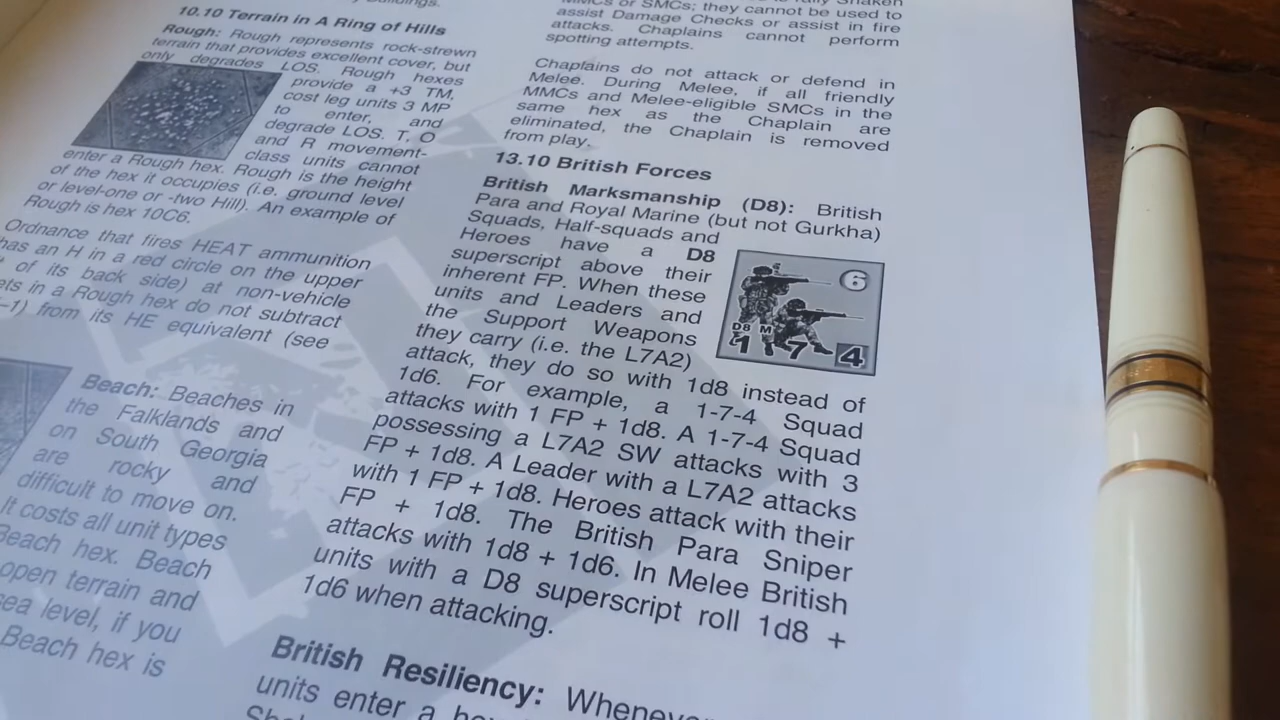 Buildings.
10.10 Terrain in A Ring of Hills
Rough: Rough represents rock-strewn
terrain that provides excellent cover, but
only degrades LOS. Rough hexes
provide a +3 TM,
cost leg units 3 MP
to enter, and
degrade LOS. T, O
and R movement-
class units cannot
enter a Rough hex. Rough is the height
of the hex it occupies (i.e. ground level
or level-one or -two Hill). An example of
Rough is hex 10C6.
Ordnance that fires HEAT ammunition
has an H in a red circle on the upper
of its back side) at non-vehicle
in a Rough hex do not subtract
from its HE equivalent (see
Beach: Beaches in
the Falklands and
on South Georgia
are rocky and
difficult to move on.
It costs all unit types
Beach hex. Beach
open terrain and
sea level, if you
Beach hex is
MMCs or SMCs; they cannot be used to
assist Damage Checks or assist in fire
attacks. Chaplains cannot perform
spotting attempts.
Chaplains do not attack or defend in
Melee. During Melee, if all friendly
MMCs and Melee-eligible SMCs in the
same hex as the Chaplain are
eliminated, the Chaplain is removed
from play.
13.10 British Forces
British Marksmanship (D8): British
Para and Royal Marine (but not Gurkha)
Squads, Half-squads and
Heroes have a D8
superscript above their
inherent FP. When these
units and Leaders and
the Support Weapons
they carry (i.e. the L7A2)
attack, they do so with 1d8 instead of
1d6. For example, a 1-7-4 Squad
attacks with 1 FP + 1d8. A 1-7-4 Squad
possessing a L7A2 SW attacks with 3
FP + 1d8. A Leader with a L7A2 attacks
with 1 FP + 1d8. Heroes attack with their
FP + 1d8. The British Para Sniper
attacks with 1d8 + 1d6. In Melee British
units with a D8 superscript roll 1d8 +
1d6 when attacking.
6
D8 M
1 7 4
British Resiliency: Whenever
units enter a